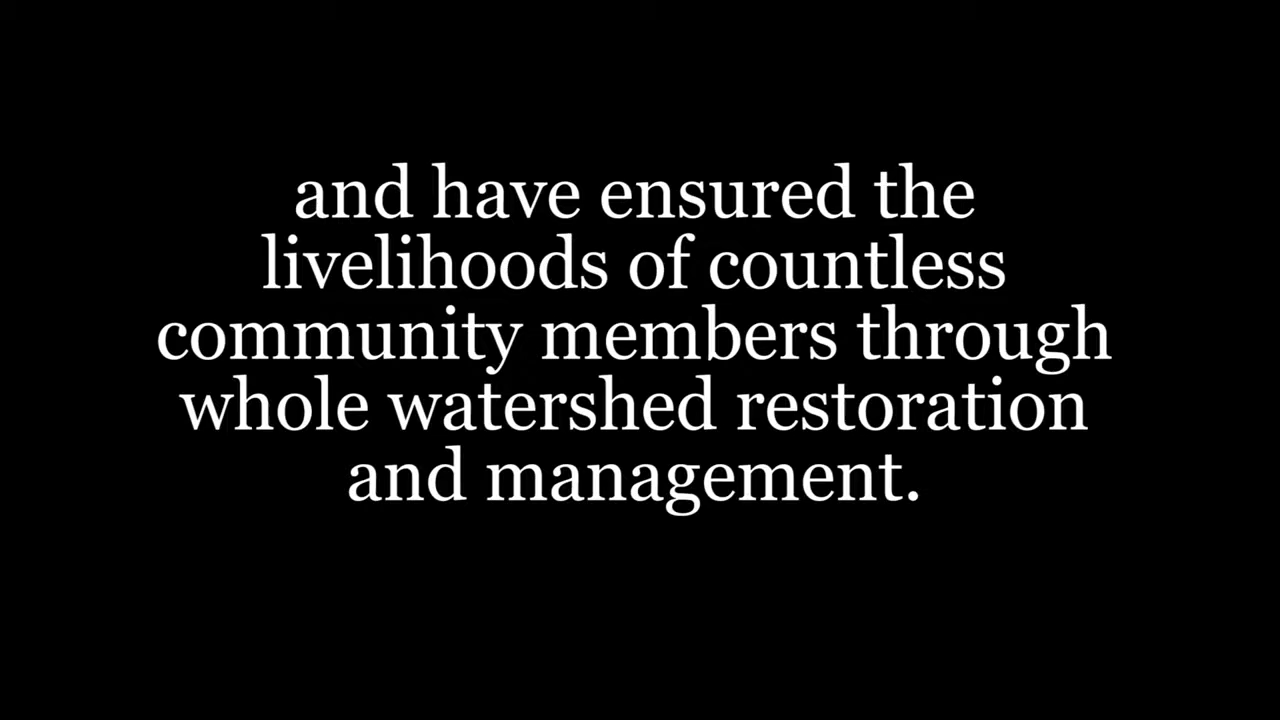 and have ensured the
livelihoods of countless
community members through
whole watershed restoration
and management.